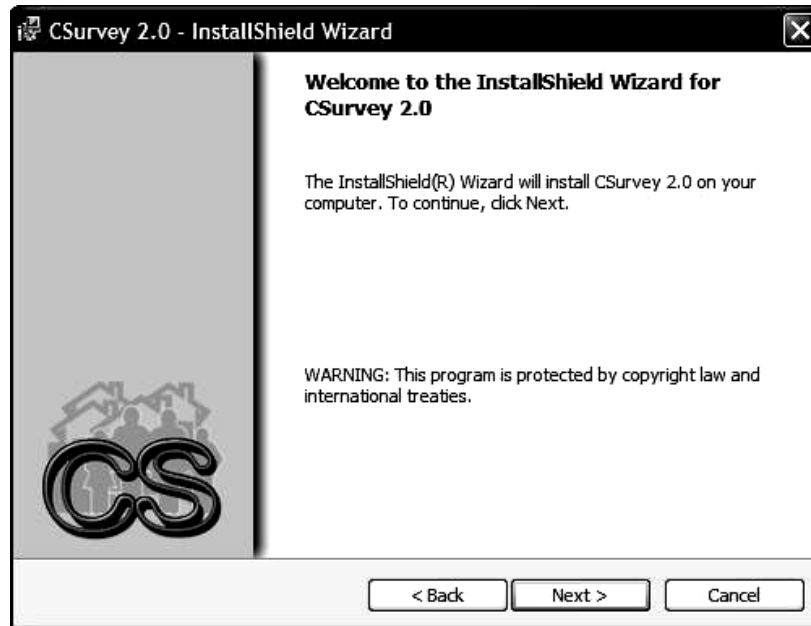 CSurvey 2.0 - InstallShield Wizard
Welcome to the InstallShield Wizard for
CSurvey 2.0
The InstallShield(R) Wizard will install CSurvey 2.0 on your
computer. To continue, click Next.
WARNING: This program is protected by copyright law and
international treaties.
CS
< Back Next > Cancel